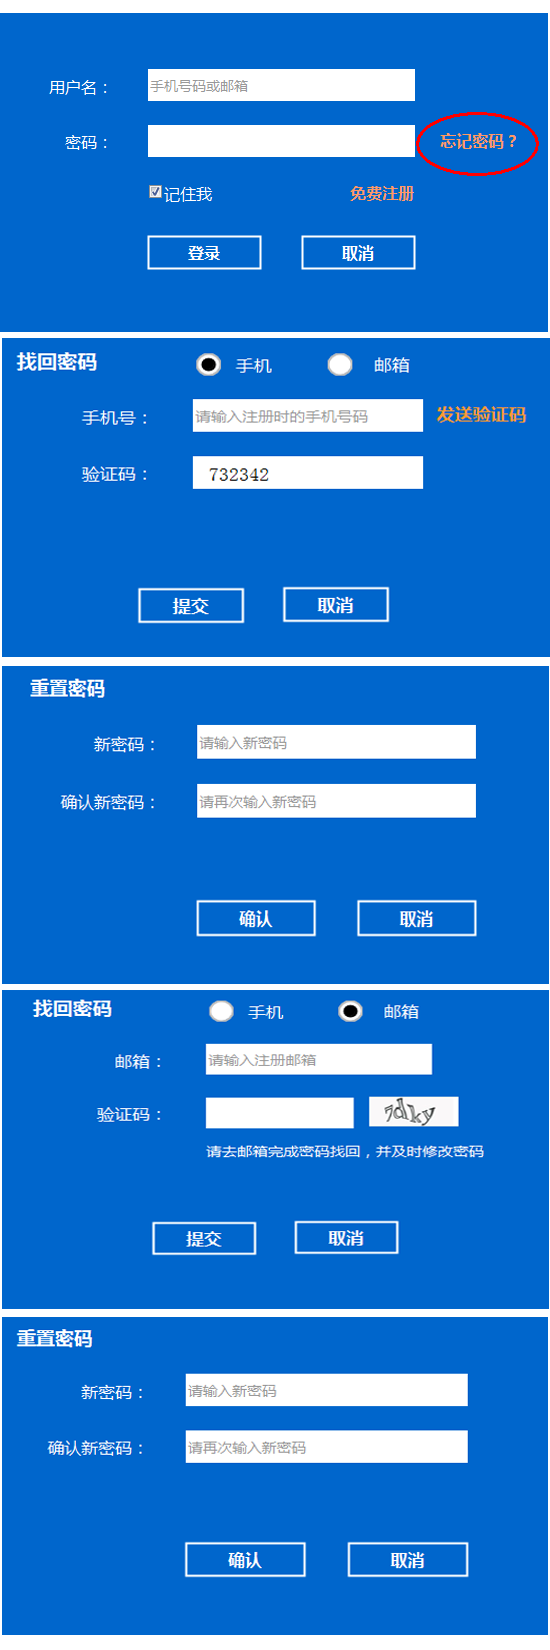 用户名： 手机号码或邮箱
密码： 忘记密码？
记住我 免费注册
登录 取消
找回密码 手机 邮箱
手机号： 请输入注册时的手机号码 发送验证码
验证码： 732342
提交 取消
重置密码
新密码： 请输入新密码
确认新密码： 请再次输入新密码
确认 取消
找回密码 手机 邮箱
邮箱： 请输入注册邮箱
验证码： 7dky
请去邮箱完成密码找回，并及时修改密码
提交 取消
重置密码
新密码： 请输入新密码
确认新密码： 请再次输入新密码
确认 取消